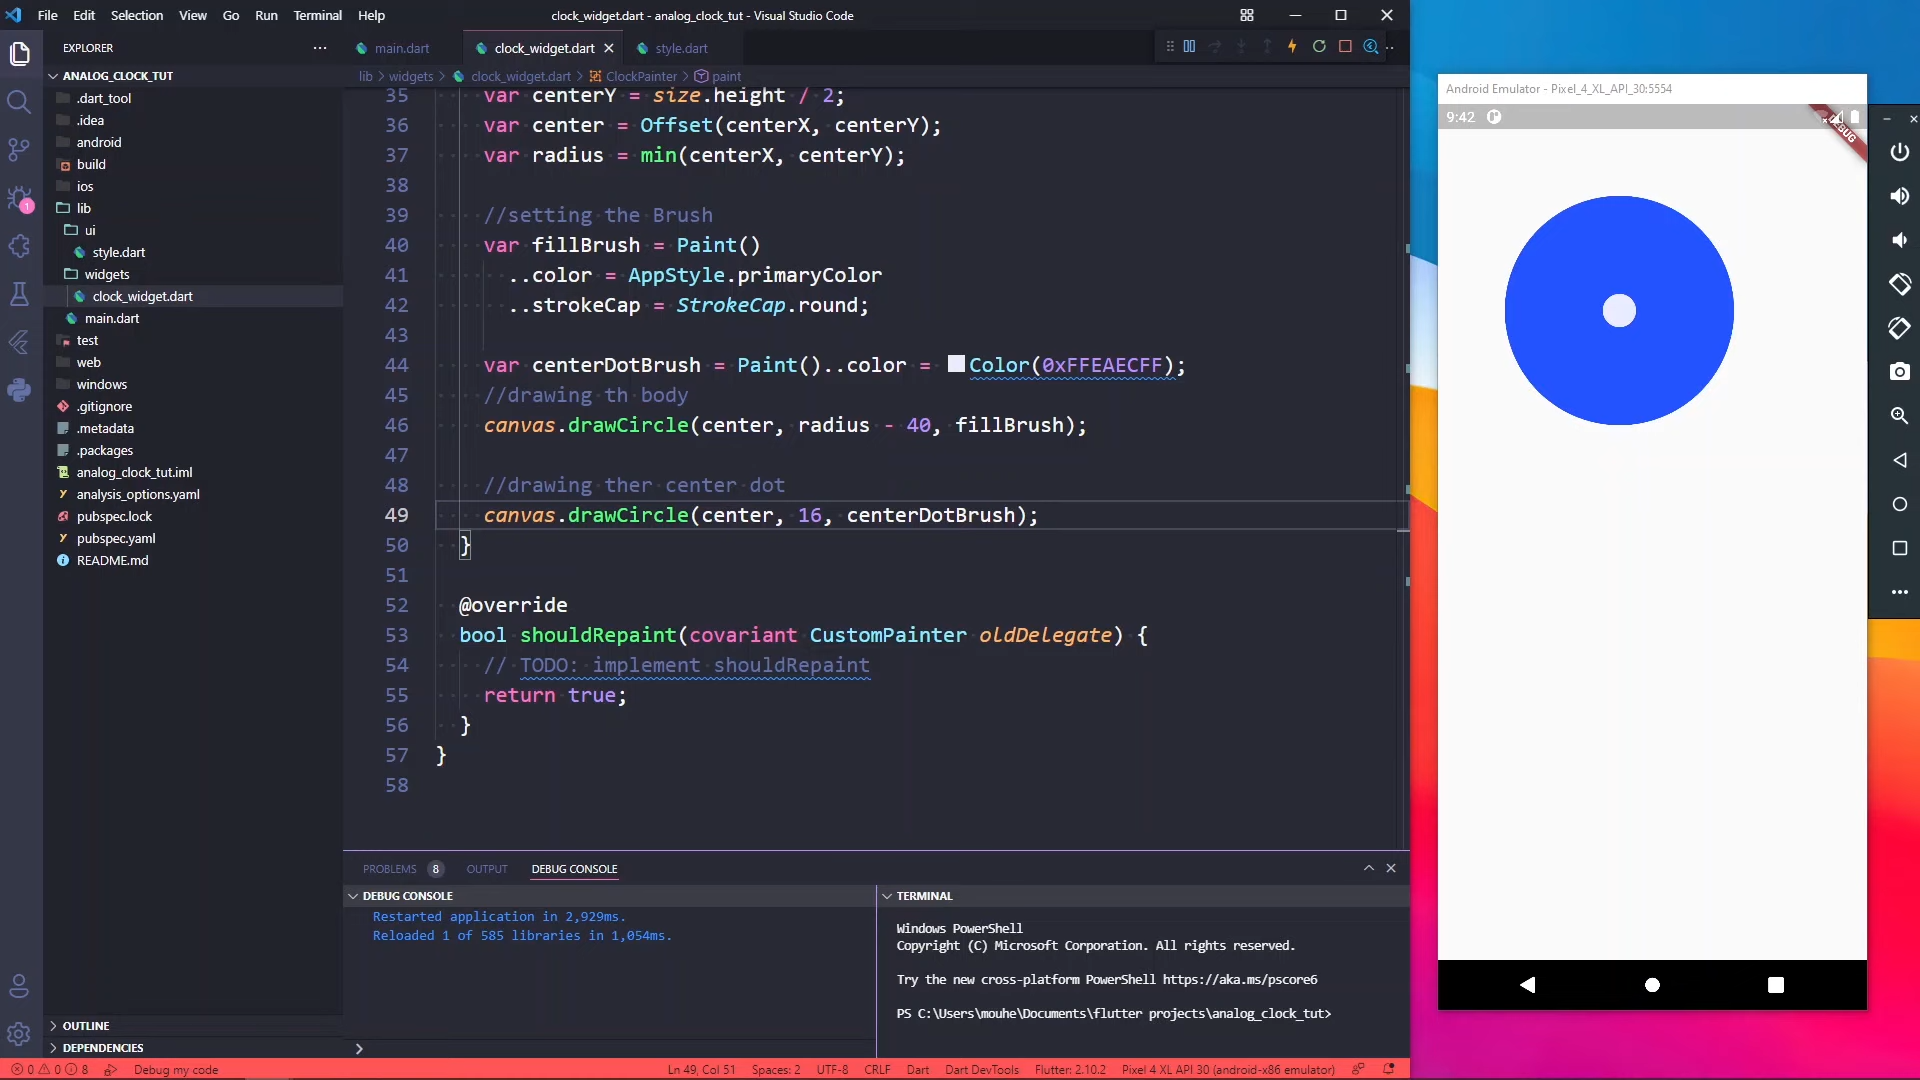 File Edit Selection View Go Run Terminal Help
clock_widget.dart - analog_clock_tut - Visual Studio Code
EXPLORER
ANALOG_CLOCK_TUT
.dart_tool
.idea
android
build
ios
lib
ui
style.dart
widgets
clock_widget.dart
main.dart
test
web
windows
.gitignore
.metadata
.packages
analog_clock_tut.iml
analysis_options.yaml
pubspec.lock
pubspec.yaml
README.md
OUTLINE
DEPENDENCIES
1
main.dart clock_widget.dart style.dart
lib > widgets > clock_widget.dart > ClockPainter > paint
35 var centerY = size.height / 2;
36 var center = Offset(centerX, centerY);
37 var radius = min(centerX, centerY);
38
39 //setting the Brush
40 var fillBrush = Paint()
41 ..color = AppStyle.primaryColor
42 ..strokeCap = StrokeCap.round;
43
44 var centerDotBrush = Paint()..color = Color(0xFFEAECFF);
45 //drawing th body
46 canvas.drawCircle(center, radius - 40, fillBrush);
47
48 //drawing ther center dot
49 canvas.drawCircle(center, 16, centerDotBrush);
50 }
51
52 @override
53 bool shouldRepaint(covariant CustomPainter oldDelegate) {
54 // TODO: implement shouldRepaint
55 return true;
56 }
57 }
58
PROBLEMS 8 OUTPUT DEBUG CONSOLE
DEBUG CONSOLE
Restarted application in 2,929ms.
Reloaded 1 of 585 libraries in 1,054ms.
TERMINAL
Windows PowerShell
Copyright (C) Microsoft Corporation. All rights reserved.
Try the new cross-platform PowerShell https://aka.ms/pscore6
PS C:\Users\mouhe\Documents\flutter projects\analog_clock_tut>
0 0 8 Debug my code
Ln 49, Col 51 Spaces: 2 UTF-8 CRLF Dart Dart DevTools Flutter: 2.10.2 Pixel 4 XL API 30 (android-x86 emulator)
Android Emulator - Pixel_4_XL_API_30:5554
9:42
DEBUG